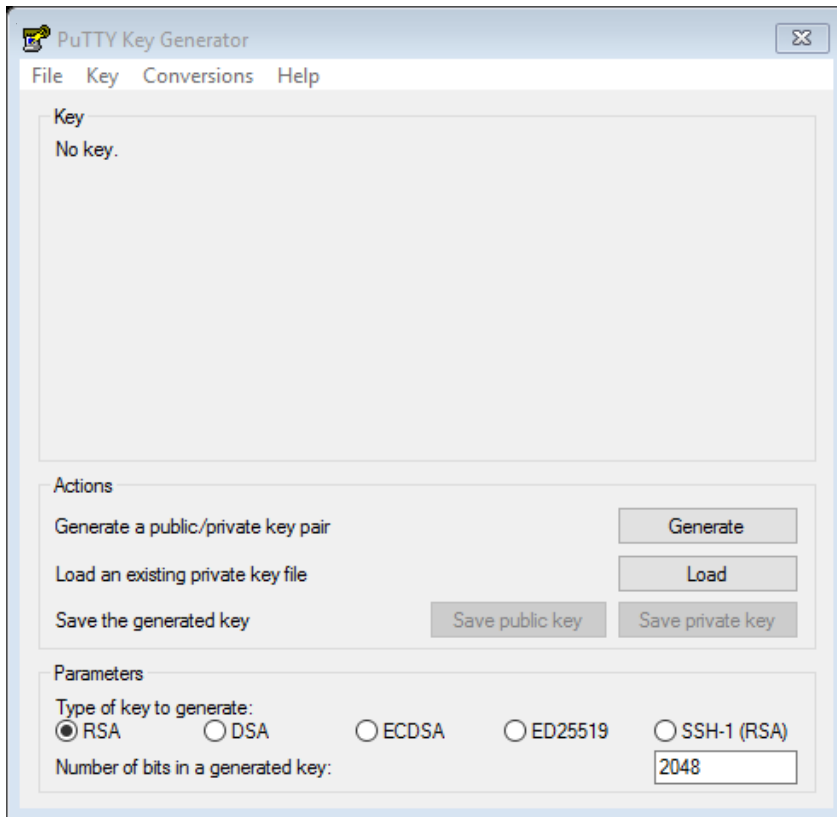 PuTTY Key Generator
File Key Conversions Help
Key
No key.
Actions
Generate a public/private key pair Generate
Load an existing private key file Load
Save the generated key Save public key Save private key
Parameters
Type of key to generate:
RSA DSA ECDSA ED25519 SSH-1 (RSA)
Number of bits in a generated key: 2048